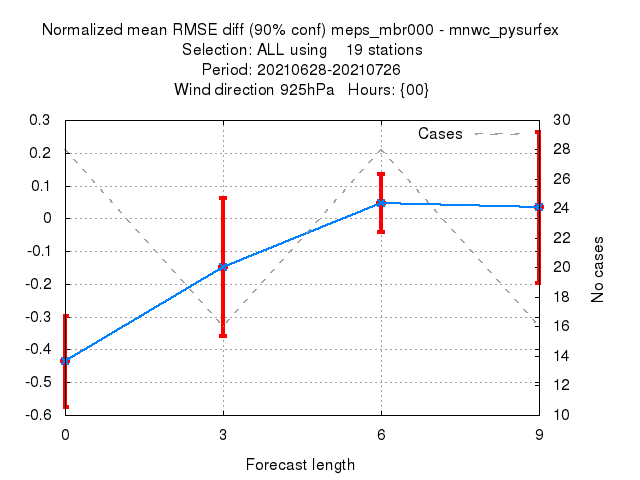 Normalized mean RMSE diff (90% conf) meps_mbr000 - mnwc_pysurfex
Selection: ALL using 19 stations
Period: 20210628-20210726
Wind direction 925hPa Hours: {00}
0.3
0.2
0.1
0
-0.1
-0.2
-0.3
-0.4
-0.5
-0.6
Cases
30
28
26
24
22
20
18
16
14
12
10
No cases
0 3 6 9
Forecast length